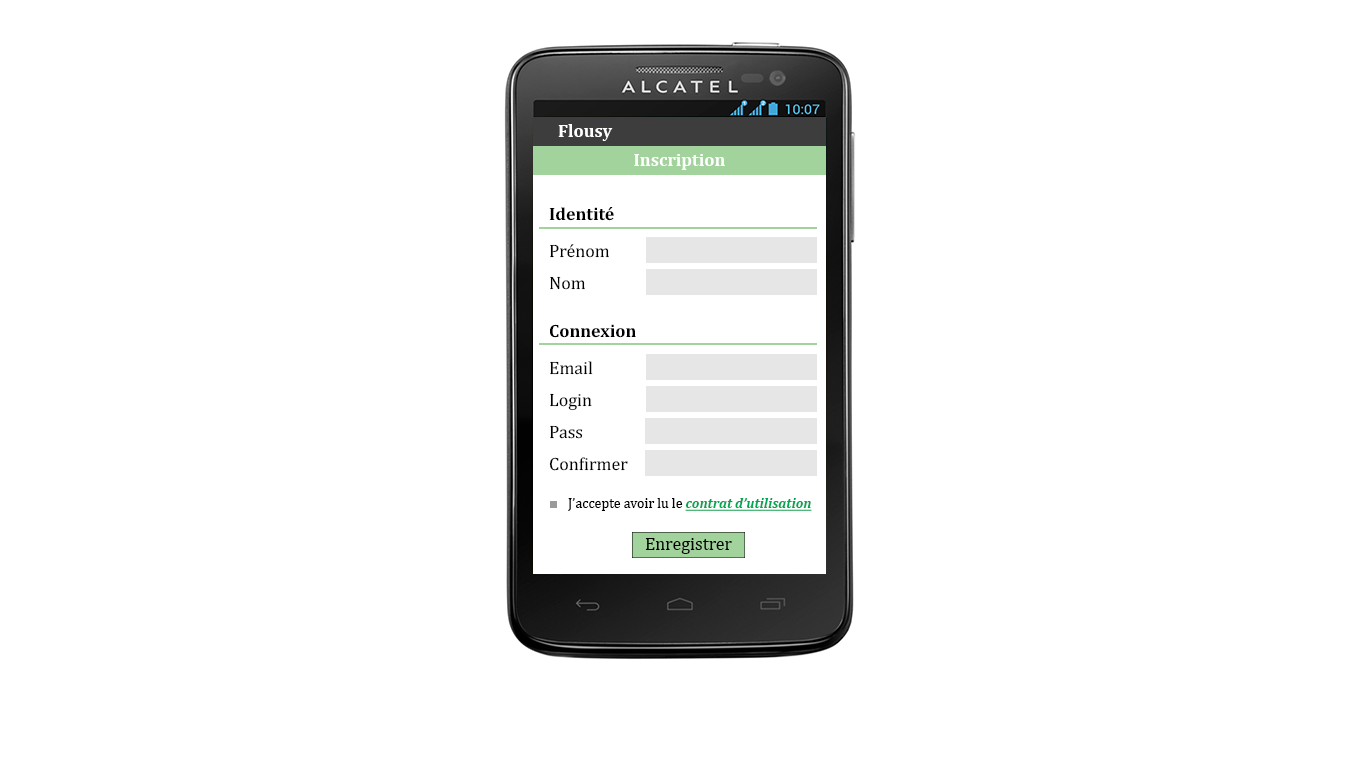 ALCATEL
10:07
Flousy
Inscription
Identité
Prénom
Nom
Connexion
Email
Login
Pass
Confirmer
J'accepte avoir lu le contrat d'utilisation
Enregistrer